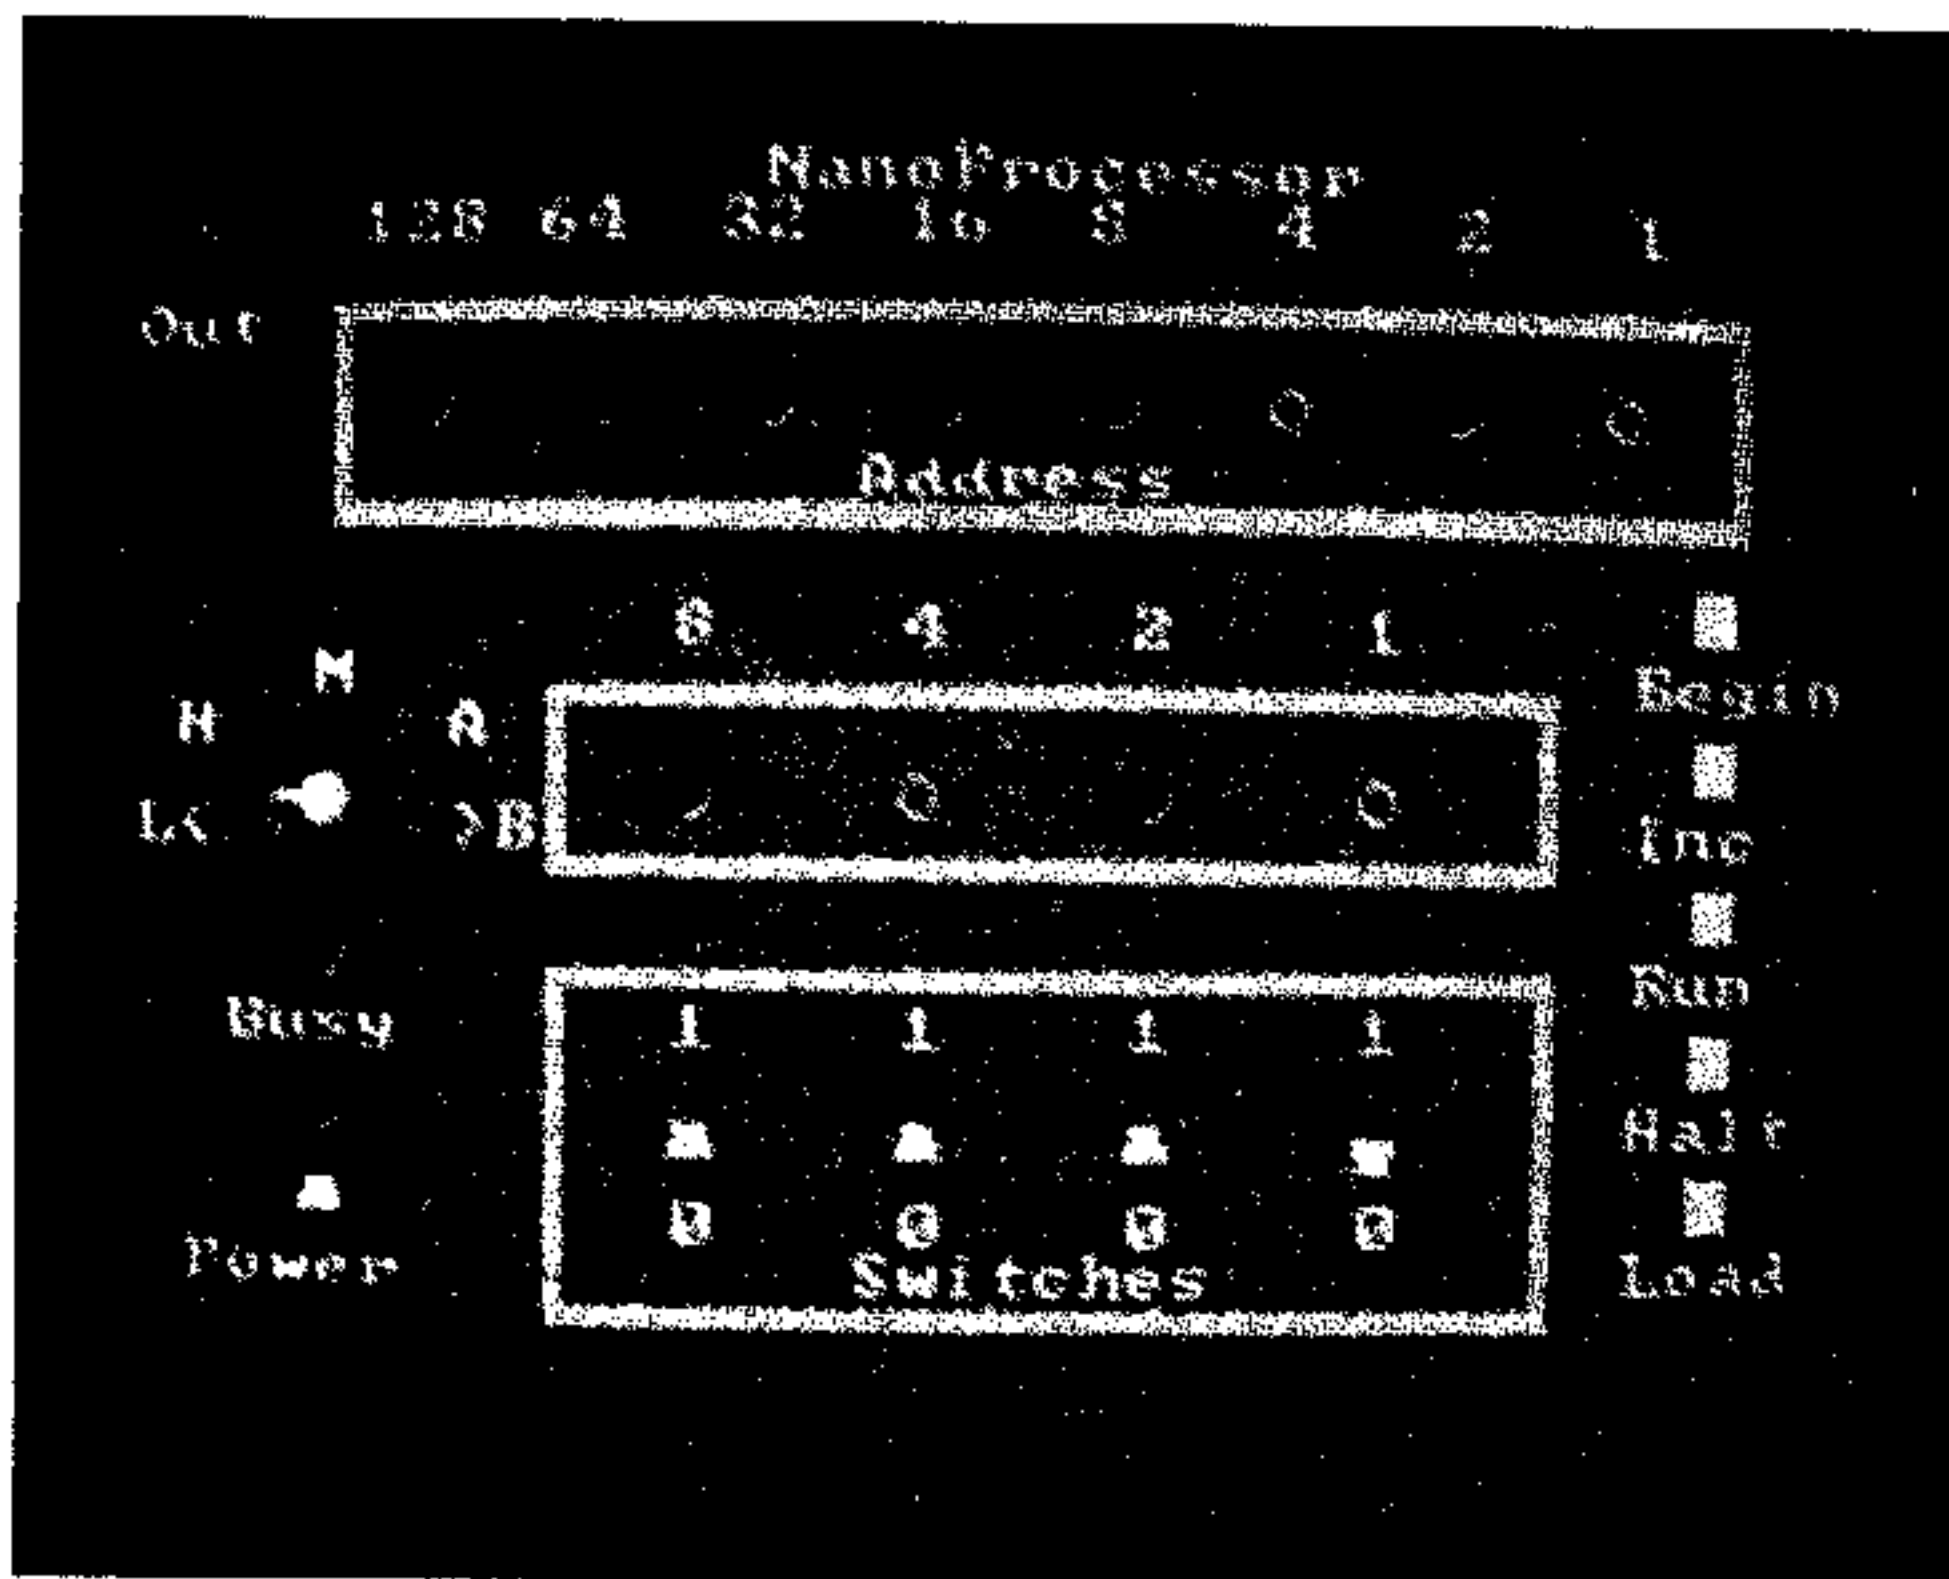 NanoProcessor
128 64 32 16 8 4 2 1
Out
Address
8 4 2 1
Begin
M
H A
B
Inc
Run
Busy
1 1 1 1
Halt
0 0 0 0
Power
Switches
Load